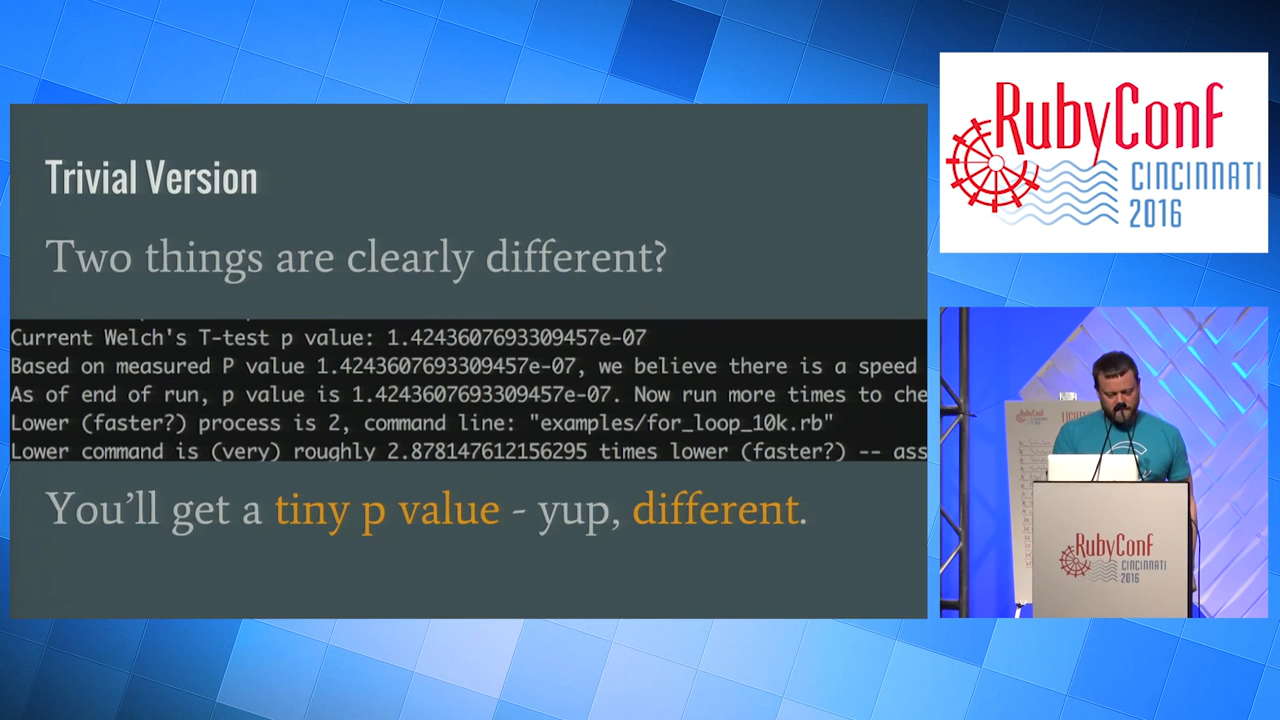 Trivial Version
Two things are clearly different?
Current Welch's T-test p value: 1.4243607693309457e-07
Based on measured P value 1.4243607693309457e-07, we believe there is a speed
As of end of run, p value is 1.4243607693309457e-07. Now run more times to che
Lower (faster?) process is 2, command line: "examples/for_loop_10k.rb"
Lower command is (very) roughly 2.878147612156295 times lower (faster?) -- ass
You'll get a tiny p value - yup, different.
RubyConf
CINCINNATI
2016
RubyConf
CINCINNATI
2016